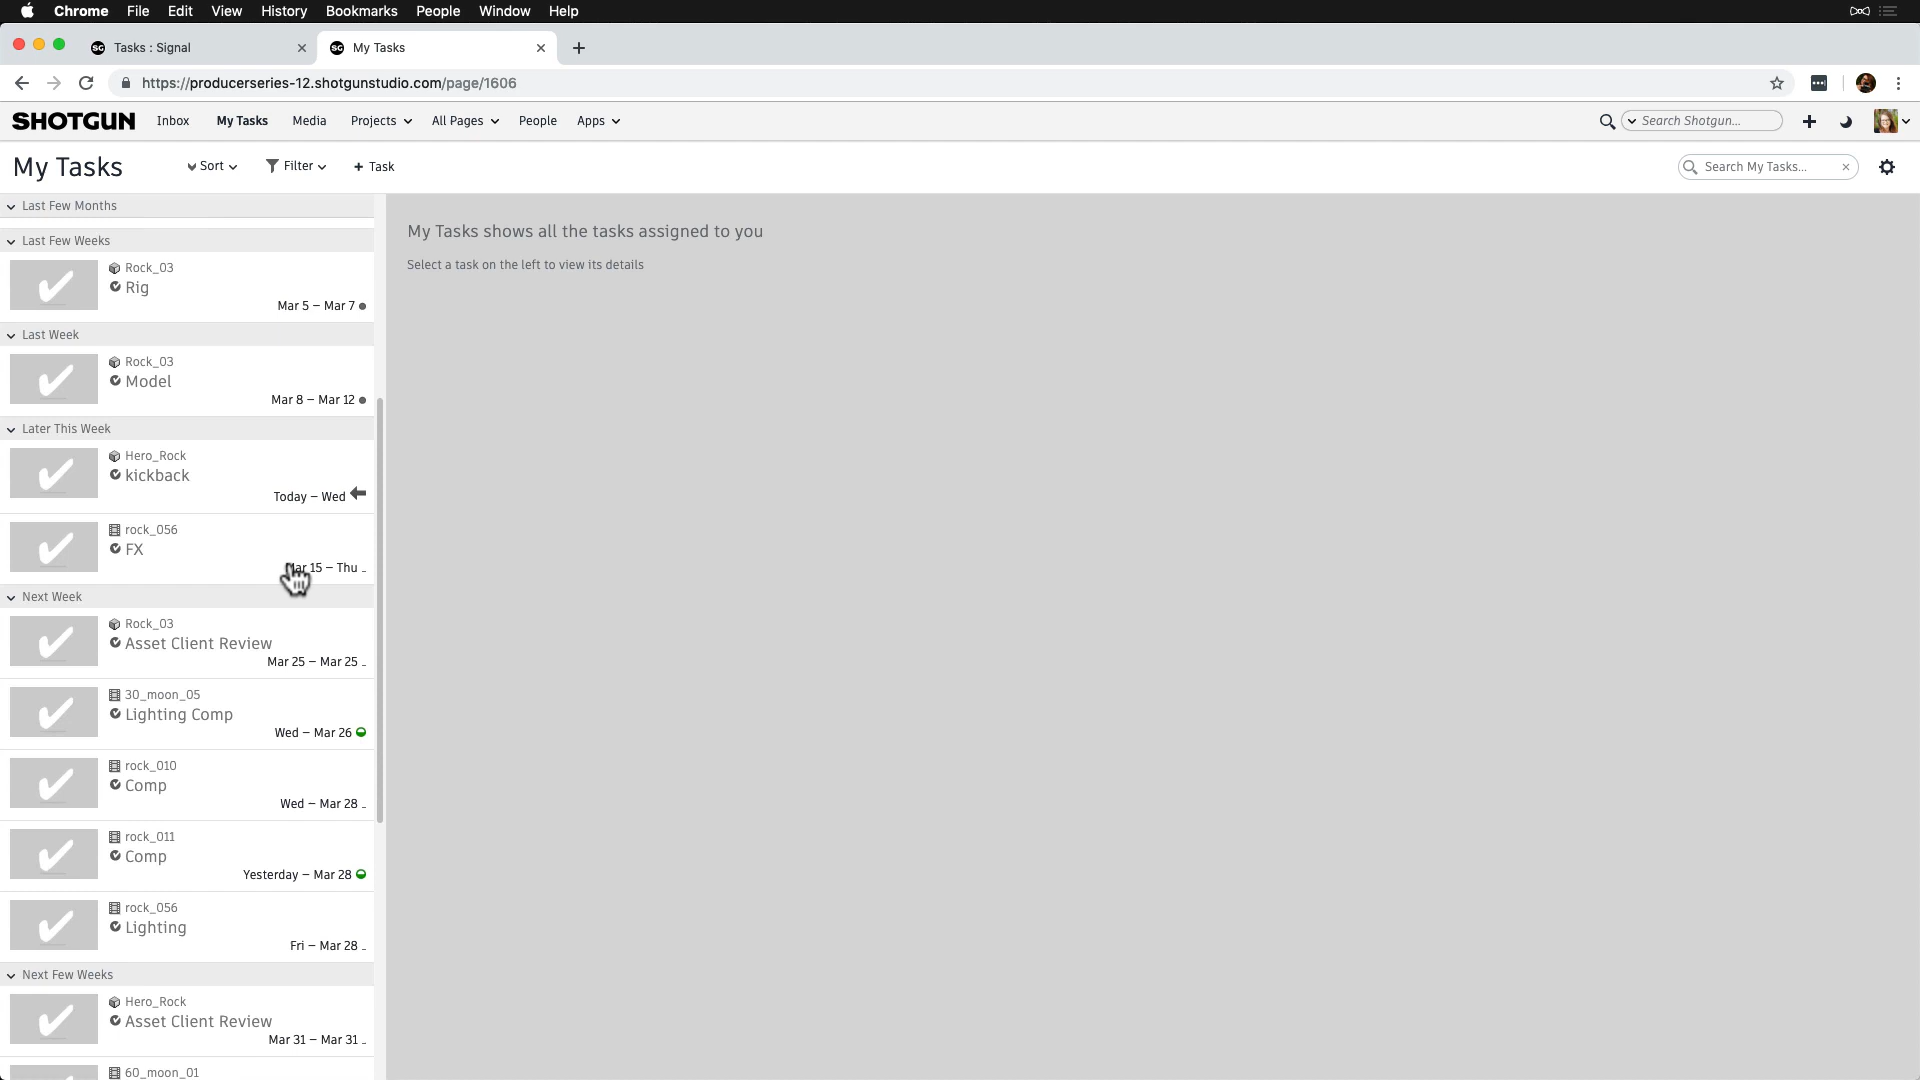 Chrome File Edit View History Bookmarks People Window Help
Tasks : Signal
My Tasks
https://producerseries-12.shotgunstudio.com/page/1606
SHOTGUN Inbox My Tasks Media Projects All Pages People Apps Search Shotgun...
My Tasks Sort Filter + Task Search My Tasks...
Last Few Months
Last Few Weeks
Rock_03
Rig
Mar 5 – Mar 7
Last Week
Rock_03
Model
Mar 8 – Mar 12
Later This Week
Hero_Rock
kickback
Today – Wed
rock_056
FX
15 – Thu
Next Week
Rock_03
Asset Client Review
Mar 25 – Mar 25
30_moon_05
Lighting Comp
Wed – Mar 26
rock_010
Comp
Wed – Mar 28
rock_011
Comp
Yesterday – Mar 28
rock_056
Lighting
Fri – Mar 28
Next Few Weeks
Hero_Rock
Asset Client Review
Mar 31 – Mar 31
60_moon_01
My Tasks shows all the tasks assigned to you
Select a task on the left to view its details